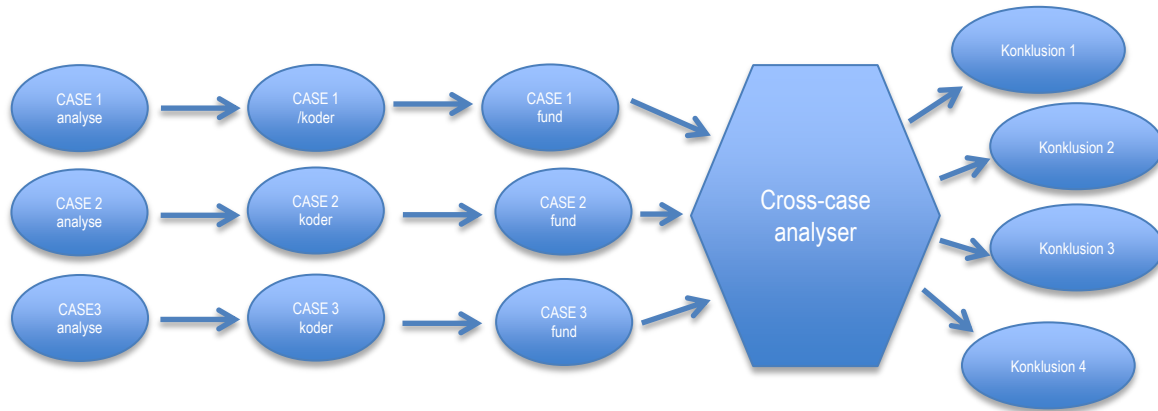 CASE 1
analyse
CASE 1
/koder
CASE 1
fund
CASE 2
analyse
CASE 2
koder
CASE 2
fund
CASE3
analyse
CASE 3
koder
CASE 3
fund
Cross-case
analyser
Konklusion 1
Konklusion 2
Konklusion 3
Konklusion 4